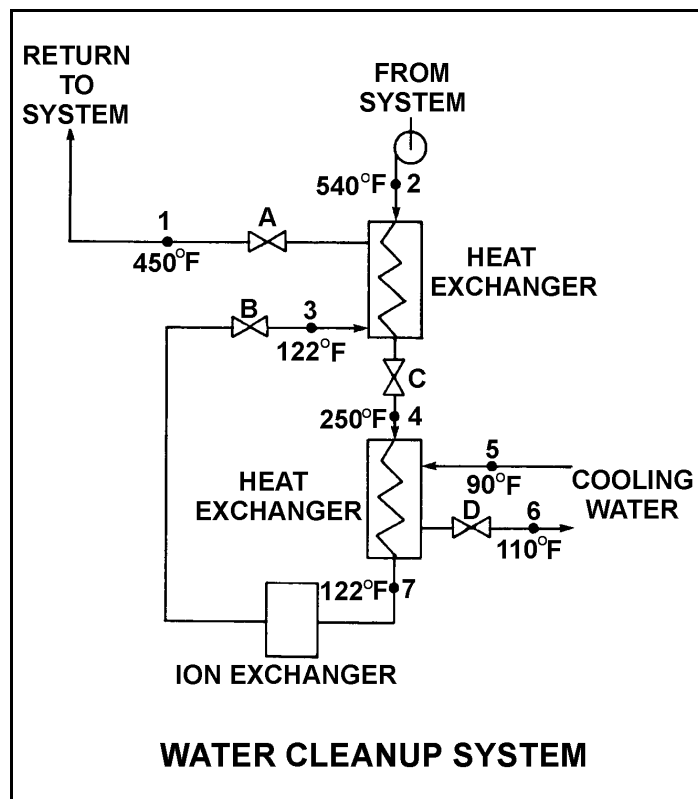 RETURN
TO
SYSTEM
FROM
SYSTEM
540°F 2
1
A
450°F
HEAT
EXCHANGER
B
3
122°F
C
250°F 4
HEAT
EXCHANGER
5
90°F
COOLING
WATER
D
6
110°F
122°F 7
ION EXCHANGER
WATER CLEANUP SYSTEM